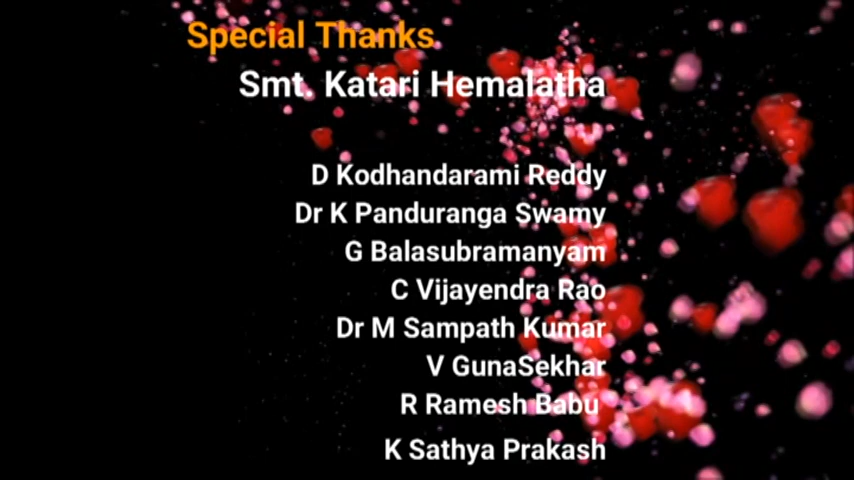 Special Thanks
Smt. Katari Hemalatha
D Kodhandarami Reddy
Dr K Panduranga Swamy
G Balasubramanyam
C Vijayendra Rao
Dr M Sampath Kumar
V GunaSekhar
R Ramesh Babu
K Sathya Prakash